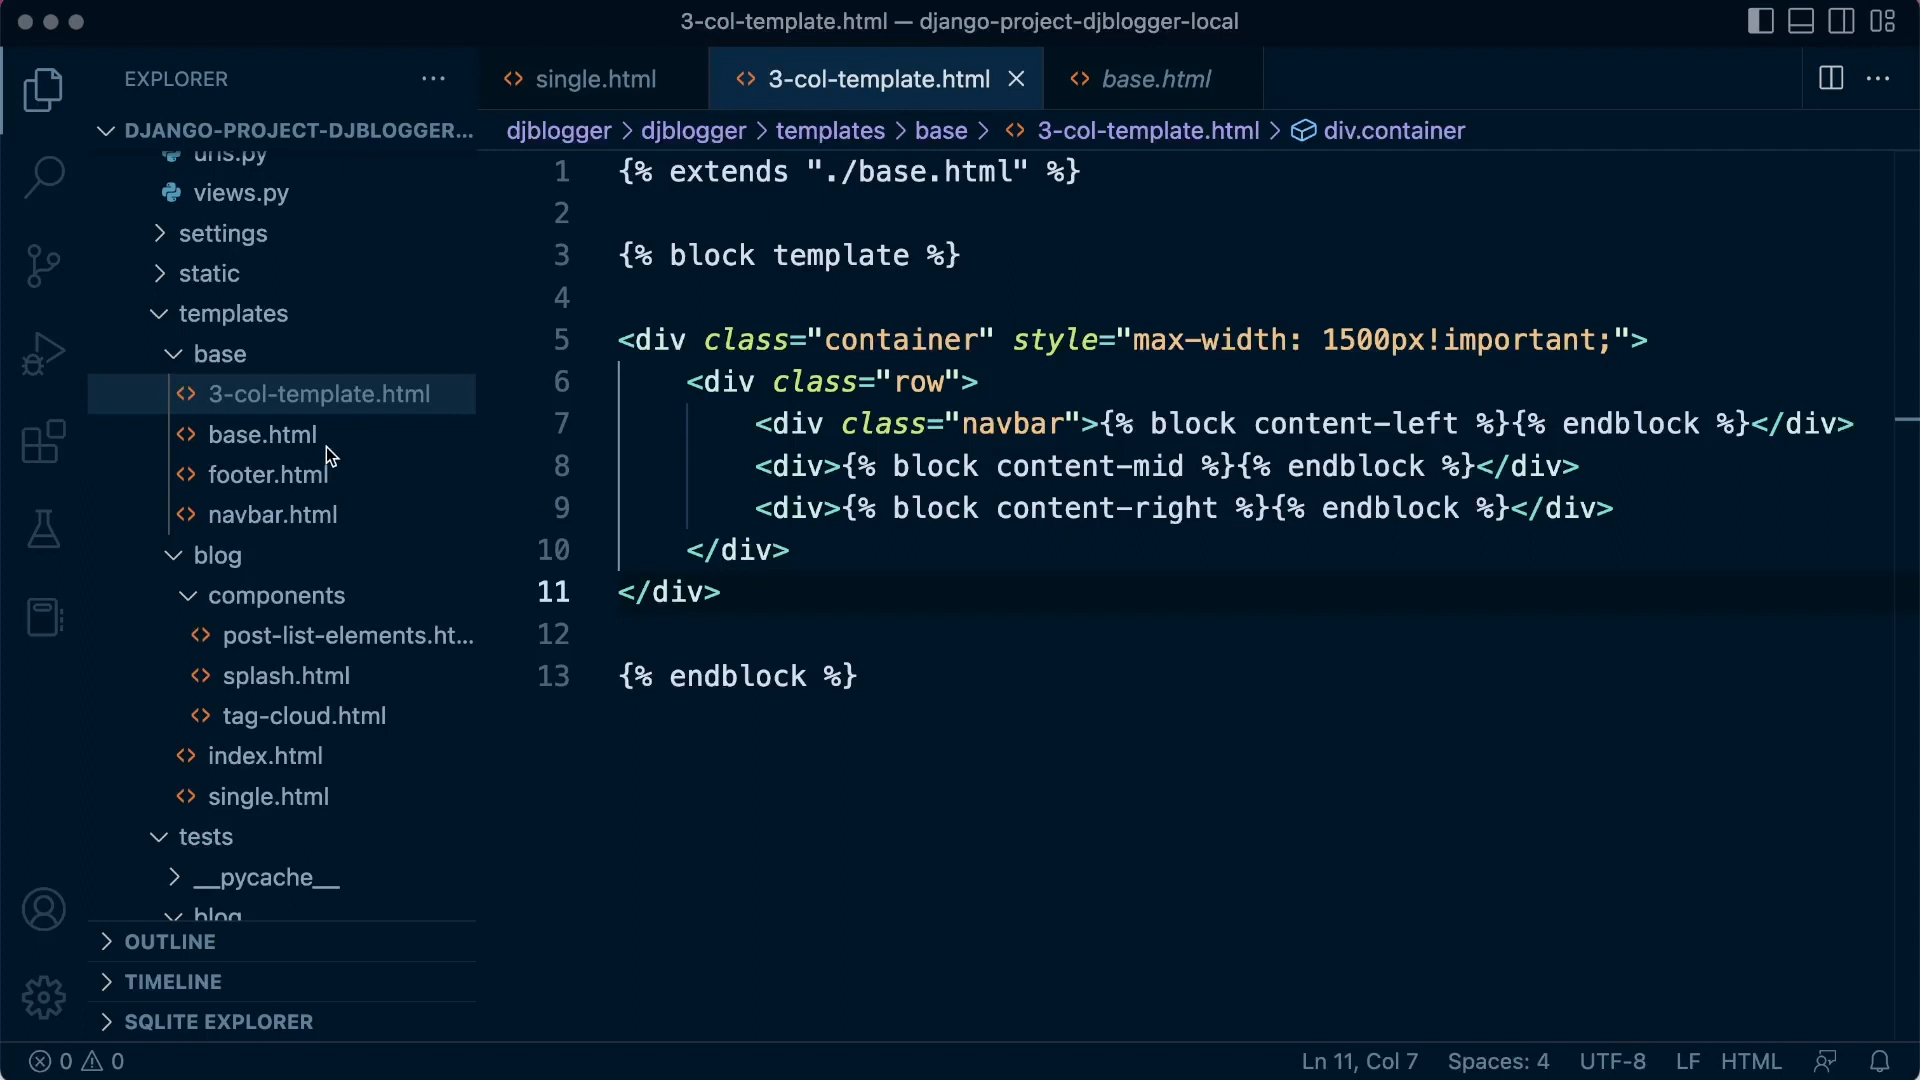 3-col-template.html — django-project-djblogger-local
EXPLORER
single.html
3-col-template.html
base.html
DJANGO-PROJECT-DJBLOGGER...
djblogger > djblogger > templates > base > 3-col-template.html > div.container
urls.py
views.py
settings
static
templates
base
3-col-template.html
base.html
footer.html
navbar.html
blog
components
post-list-elements.ht...
splash.html
tag-cloud.html
index.html
single.html
tests
__pycache__
blog
OUTLINE
TIMELINE
SQLITE EXPLORER
1 {% extends "./base.html" %}
2
3 {% block template %}
4
5 <div class="container" style="max-width: 1500px!important;">
6 <div class="row">
7 <div class="navbar">{% block content-left %}{% endblock %}</div>
8 <div>{% block content-mid %}{% endblock %}</div>
9 <div>{% block content-right %}{% endblock %}</div>
10 </div>
11 </div>
12
13 {% endblock %}
0 0
Ln 11, Col 7 Spaces: 4 UTF-8 LF HTML